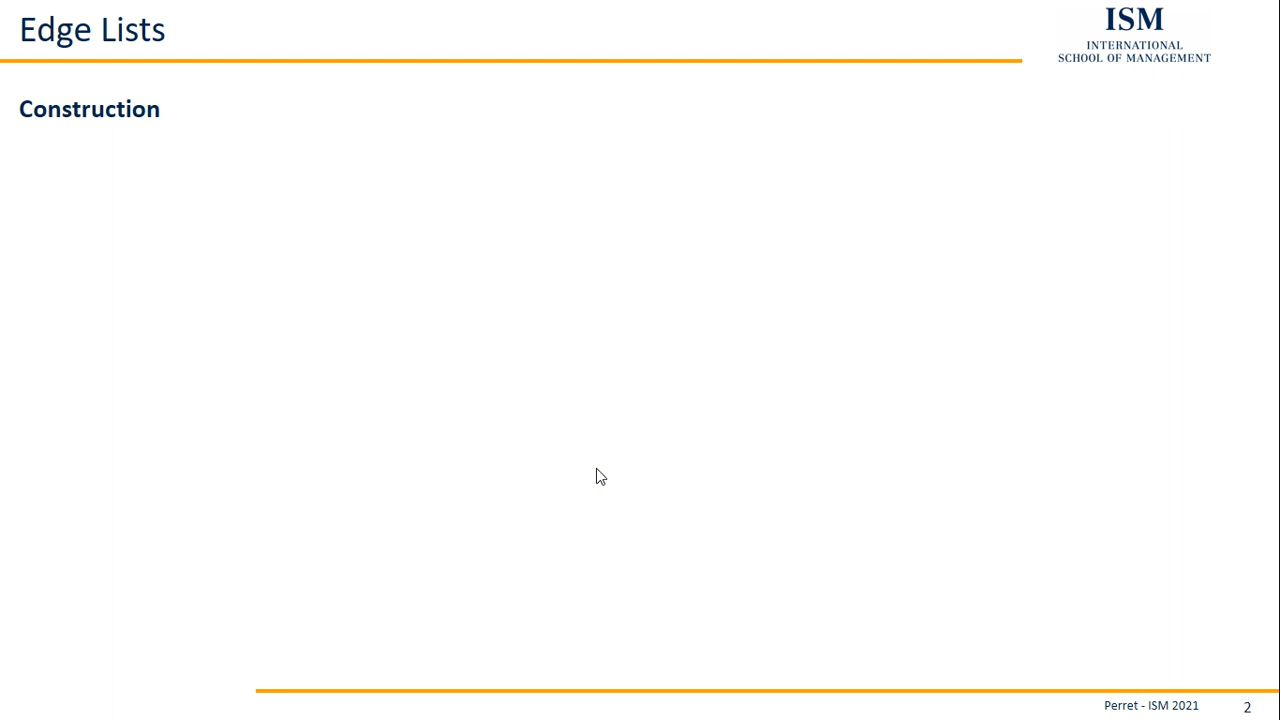 Edge Lists
ISM
INTERNATIONAL
SCHOOL OF MANAGEMENT
Construction
Perret - ISM 2021
2